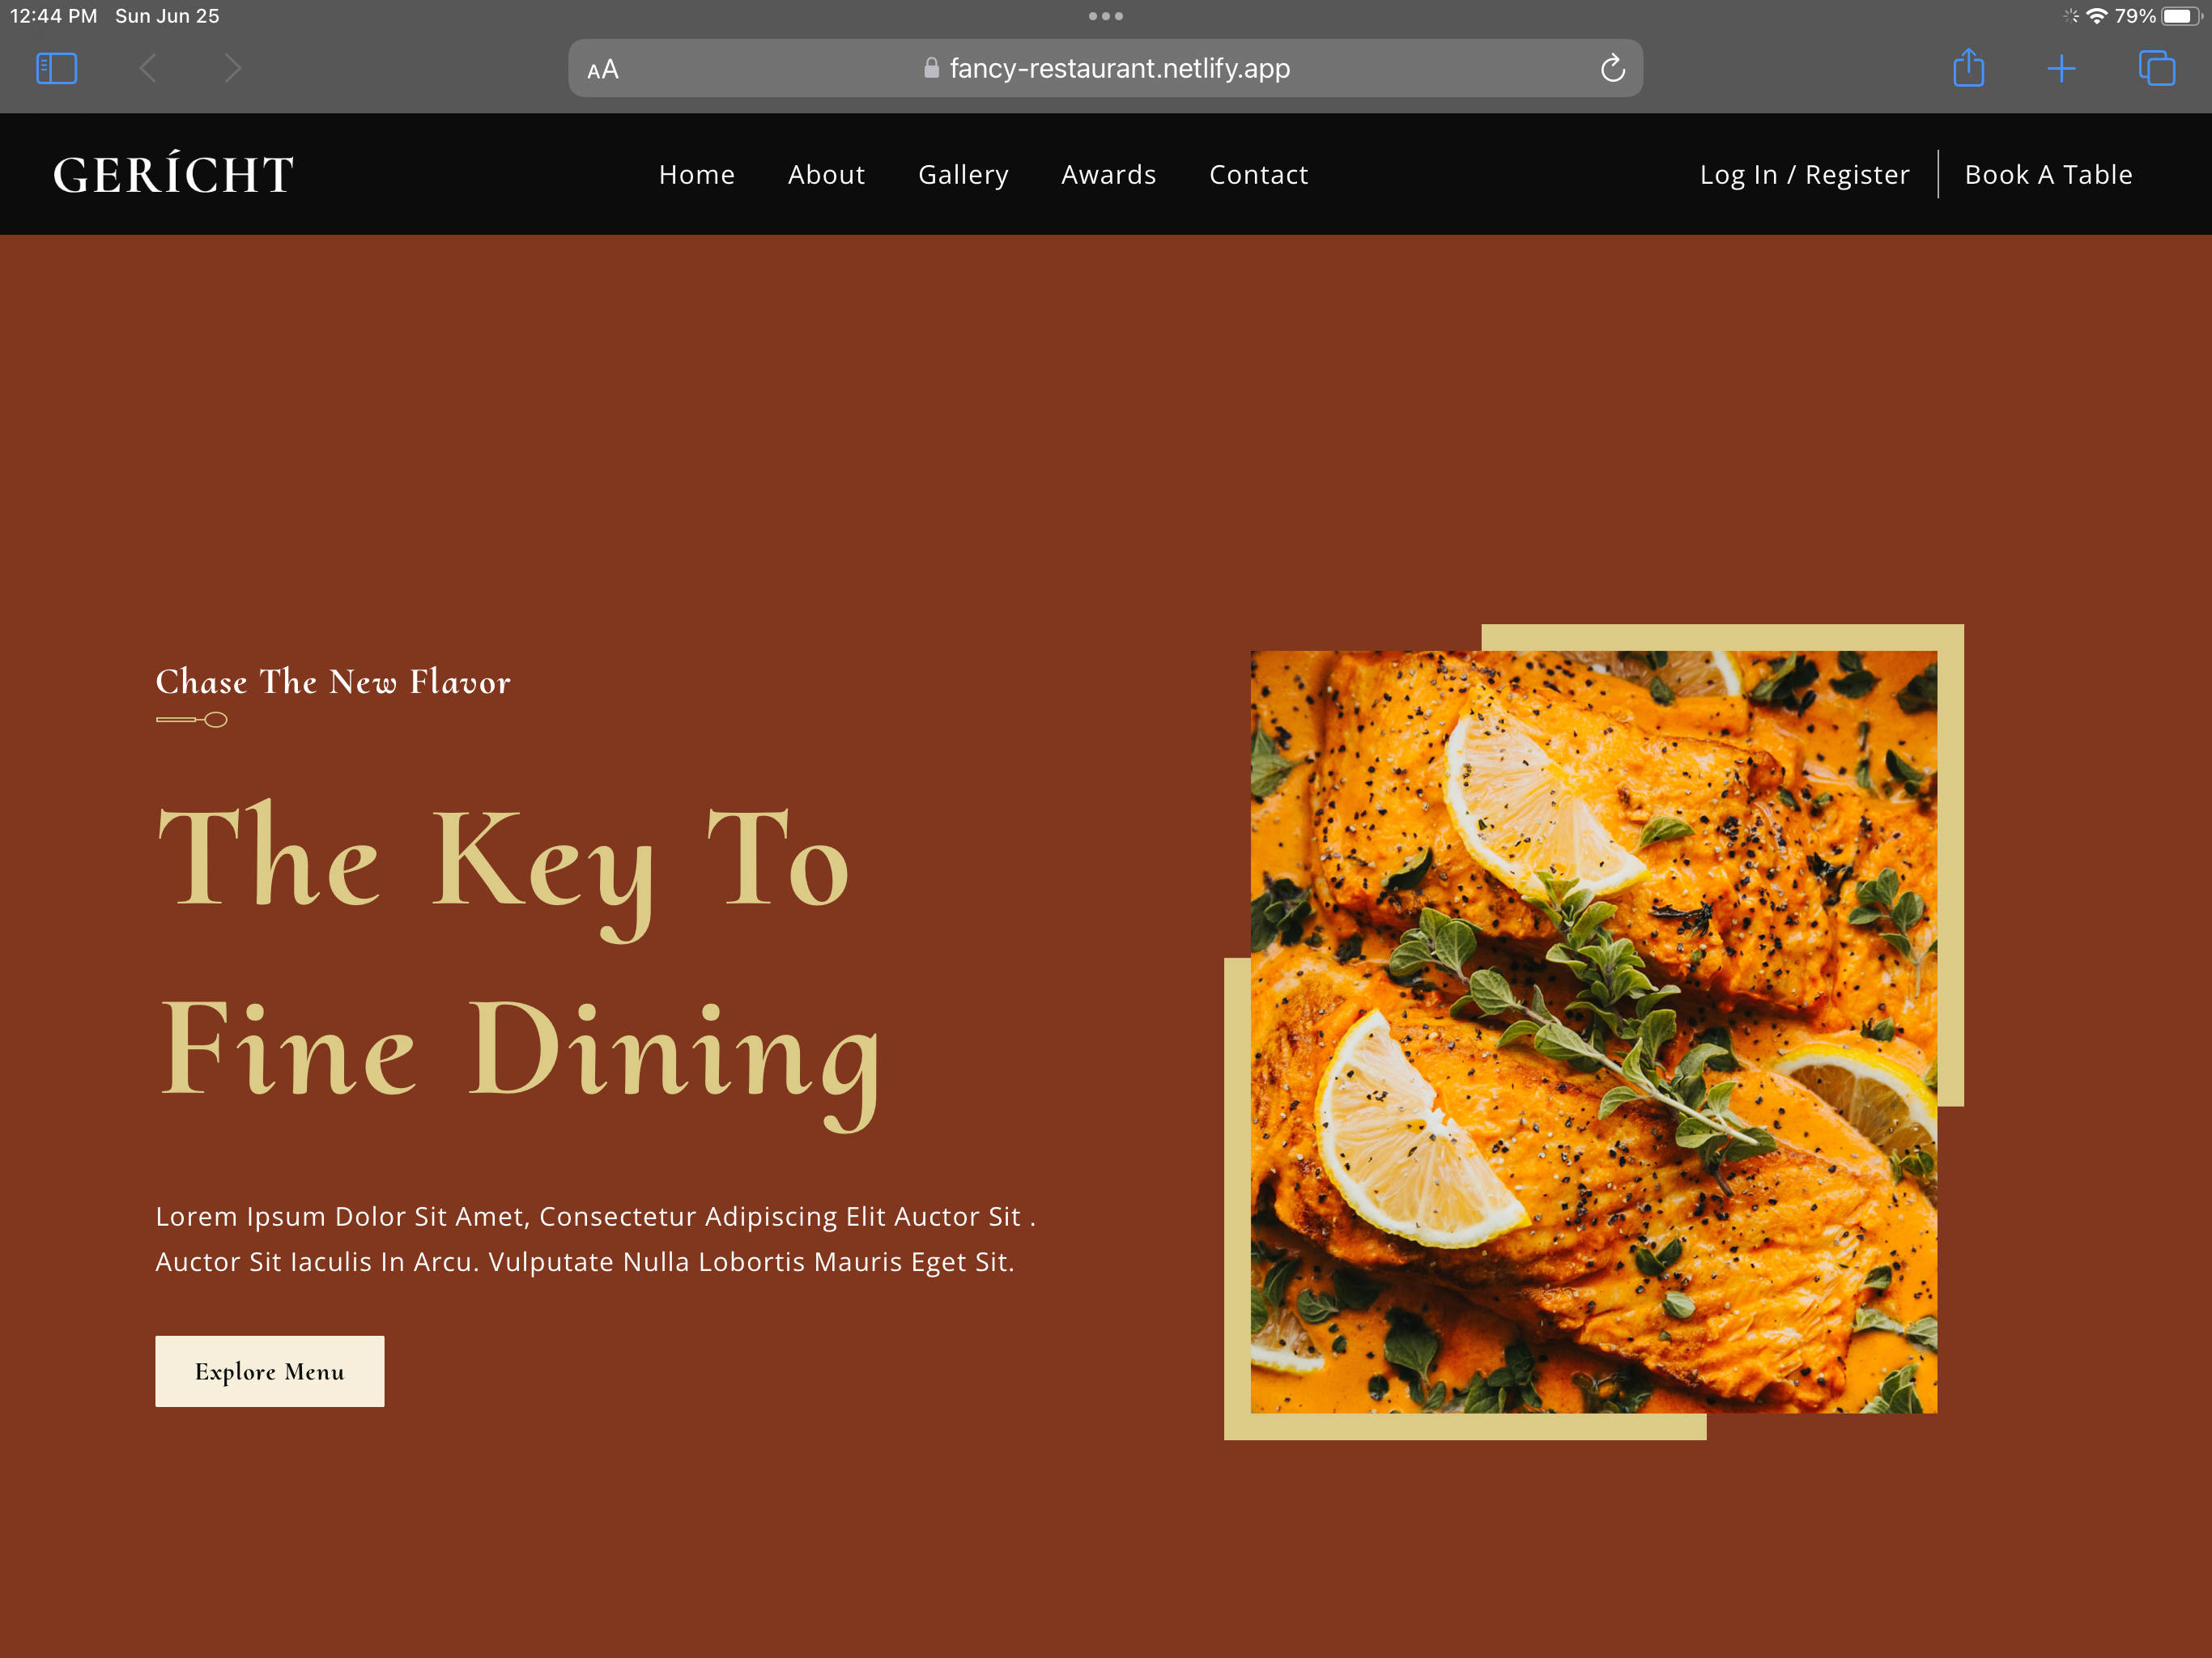 12:44 PM Sun Jun 25
79%
AA fancy-restaurant.netlify.app
GERÍCHT Home About Gallery Awards Contact Log In / Register Book A Table
Chase The New Flavor
The Key To
Fine Dining
Lorem Ipsum Dolor Sit Amet, Consectetur Adipiscing Elit Auctor Sit .
Auctor Sit Iaculis In Arcu. Vulputate Nulla Lobortis Mauris Eget Sit.
Explore Menu